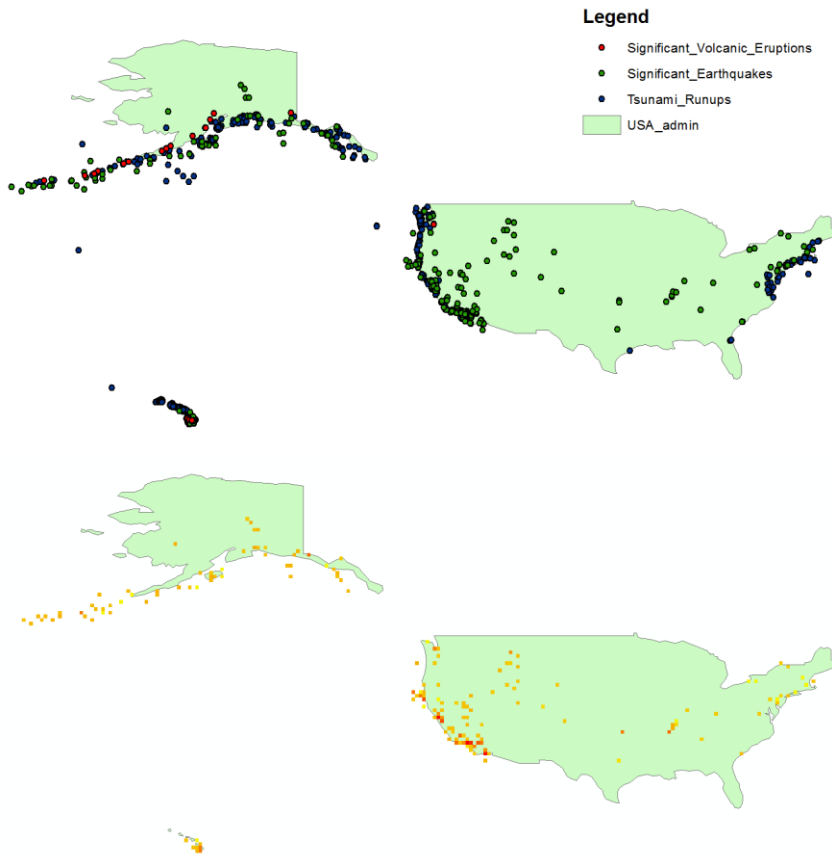 Legend
Significant_Volcanic_Eruptions
Significant_Earthquakes
Tsunami_Runups
USA_admin